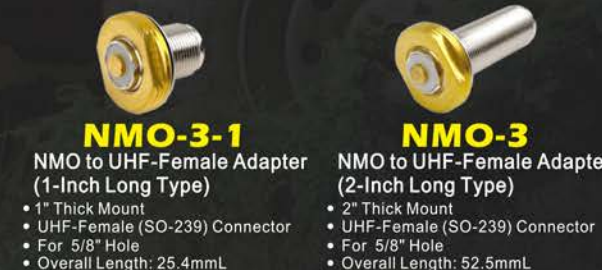 NMO-3-1
NMO to UHF-Female Adapter
(1-Inch Long Type)
• 1" Thick Mount
• UHF-Female (SO-239) Connector
• For 5/8" Hole
• Overall Length: 25.4mmL
NMO-3
NMO to UHF-Female Adapte
(2-Inch Long Type)
• 2" Thick Mount
• UHF-Female (SO-239) Connector
• For 5/8" Hole
• Overall Length: 52.5mmL